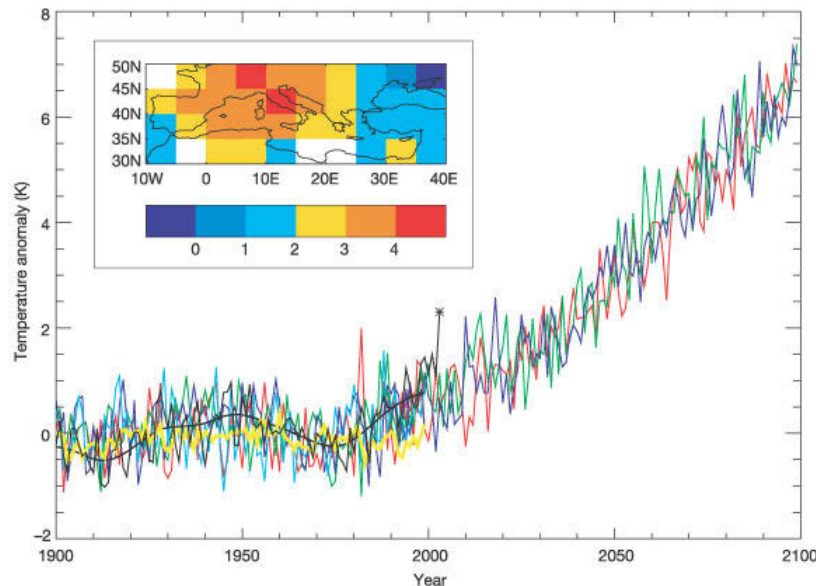 8
6
4
2
0
−2
Temperature anomaly (K)
50N
45N
40N
35N
30N
10W 0 10E 20E 30E 40E
0 1 2 3 4
1900 1950 2000 2050 2100
Year